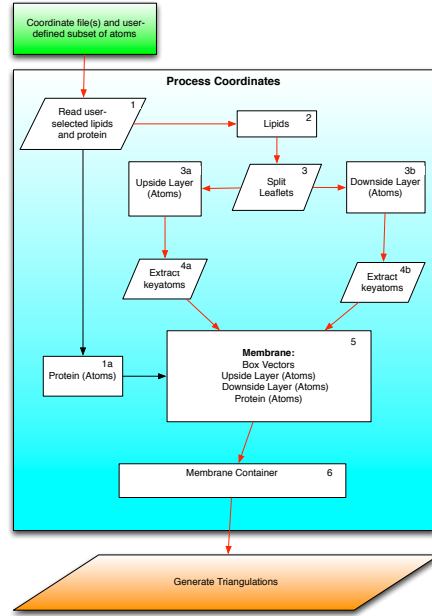 Coordinate file(s) and user-
defined subset of atoms
Process Coordinates
1
Read user-
selected lipids
and protein
2
Lipids
3a
Upside Layer
(Atoms)
3
Split
Leaflets
3b
Downside Layer
(Atoms)
4a
Extract
keyatoms
4b
Extract
keyatoms
1a
Protein (Atoms)
5
Membrane:
Box Vectors
Upside Layer (Atoms)
Downside Layer (Atoms)
Protein (Atoms)
Membrane Container
6
Generate Triangulations